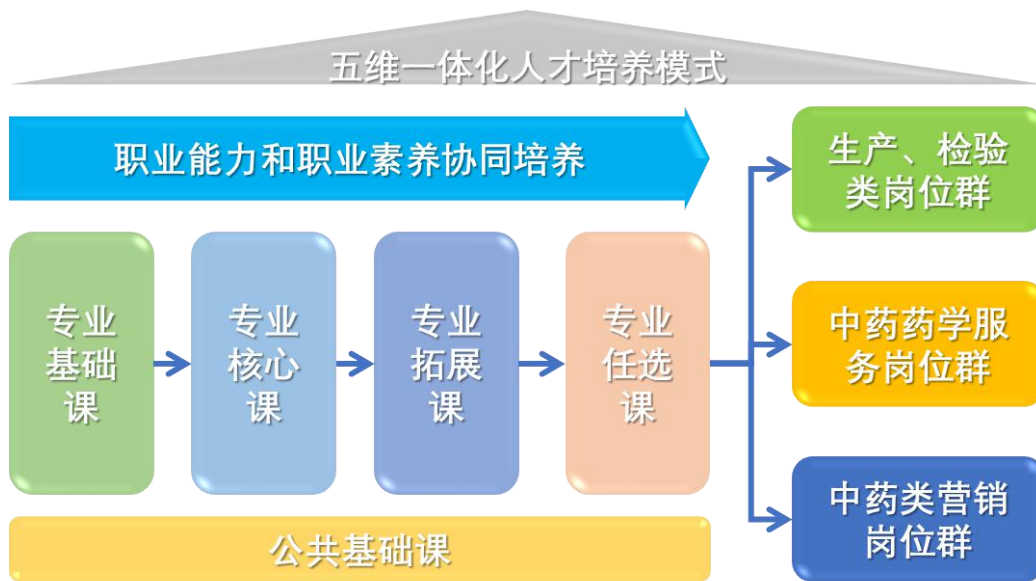 五维一体化人才培养模式
职业能力和职业素养协同培养
专业
基础
课
专业
核心
课
专业
拓展
课
专业
任选
课
公共基础课
生产、检验
类岗位群
中药药学服
务岗位群
中药类营销
岗位群